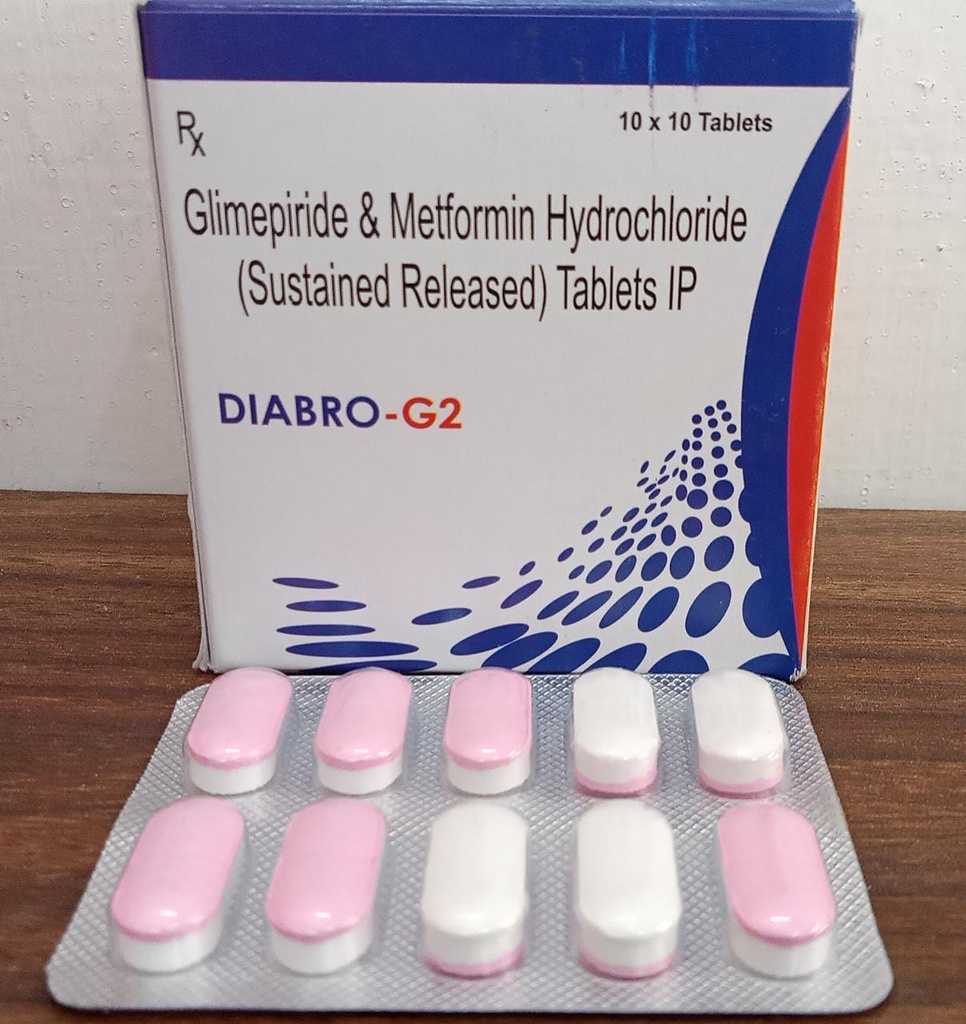 Rx
10 x 10 Tablets
Glimepiride & Metformin Hydrochloride
(Sustained Released) Tablets IP
DIABRO-G2